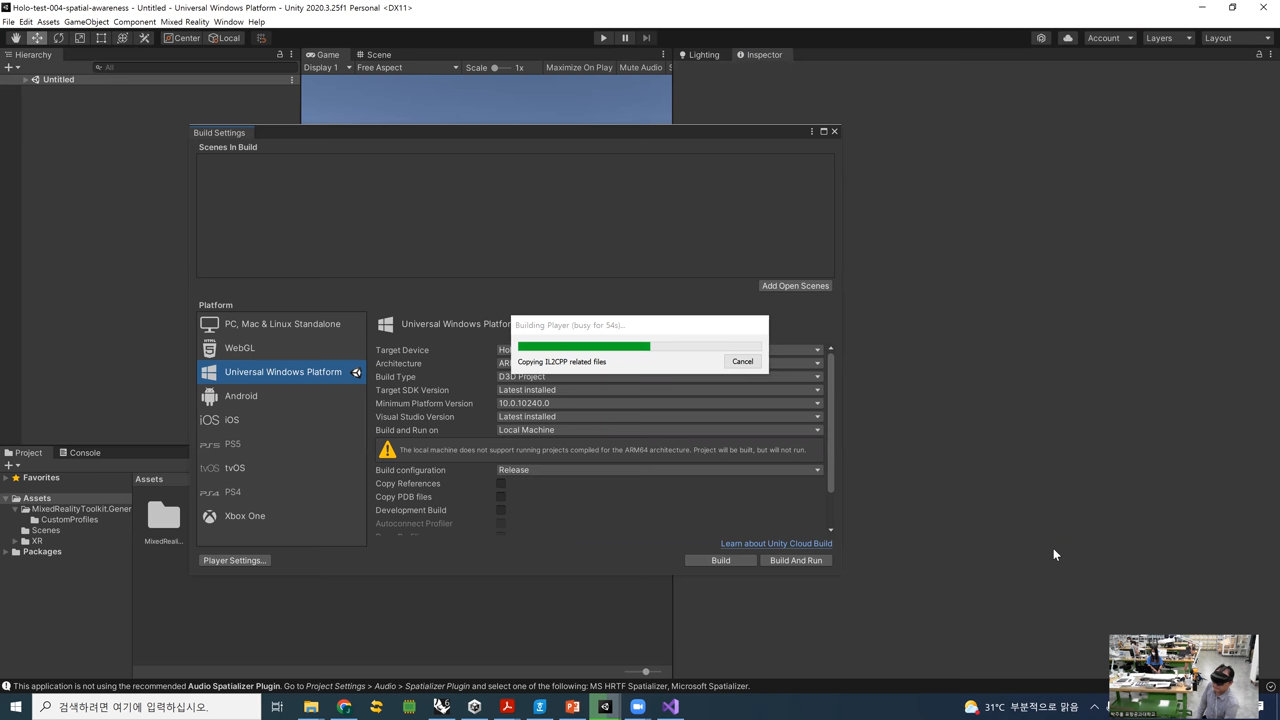 Holo-test-004-spatial-awareness - Untitled - Universal Windows Platform - Unity 2020.3.25f1 Personal <DX11>
File Edit Assets GameObject Component Mixed Reality Window Help
Center Local Account Layers Layout
Hierarchy Game Scene Lighting Inspector
All Display 1 Free Aspect Scale 1x Maximize On Play Mute Audio S
Untitled
Build Settings
Scenes In Build
Add Open Scenes
Platform
PC, Mac & Linux Standalone
WebGL
Universal Windows Platform
Android
iOS iOS
PS5 PS5
tvOS tvOS
PS4 PS4
Xbox One
Universal Windows Platfor
Building Player (busy for 54s)...
Copying IL2CPP related files
Cancel
Target Device Hol
Architecture AR
Build Type D3D Project
Target SDK Version Latest installed
Minimum Platform Version 10.0.10240.0
Visual Studio Version Latest installed
Build and Run on Local Machine
The local machine does not support running projects compiled for the ARM64 architecture. Project will be built, but will not run.
Build configuration Release
Copy References
Copy PDB files
Development Build
Autoconnect Profiler
Learn about Unity Cloud Build
Player Settings... Build Build And Run
Project Console
Favorites
Assets
MixedRealityToolkit.Gener
CustomProfiles
Scenes
XR
Packages
Assets
MixedReali...
This application is not using the recommended Audio Spatializer Plugin. Go to Project Settings > Audio > Spatializer Plugin and select one of the following: MS HRTF Spatializer, Microsoft Spatializer.
검색하려면 여기에 입력하십시오.
31°C 부분적으로 맑음